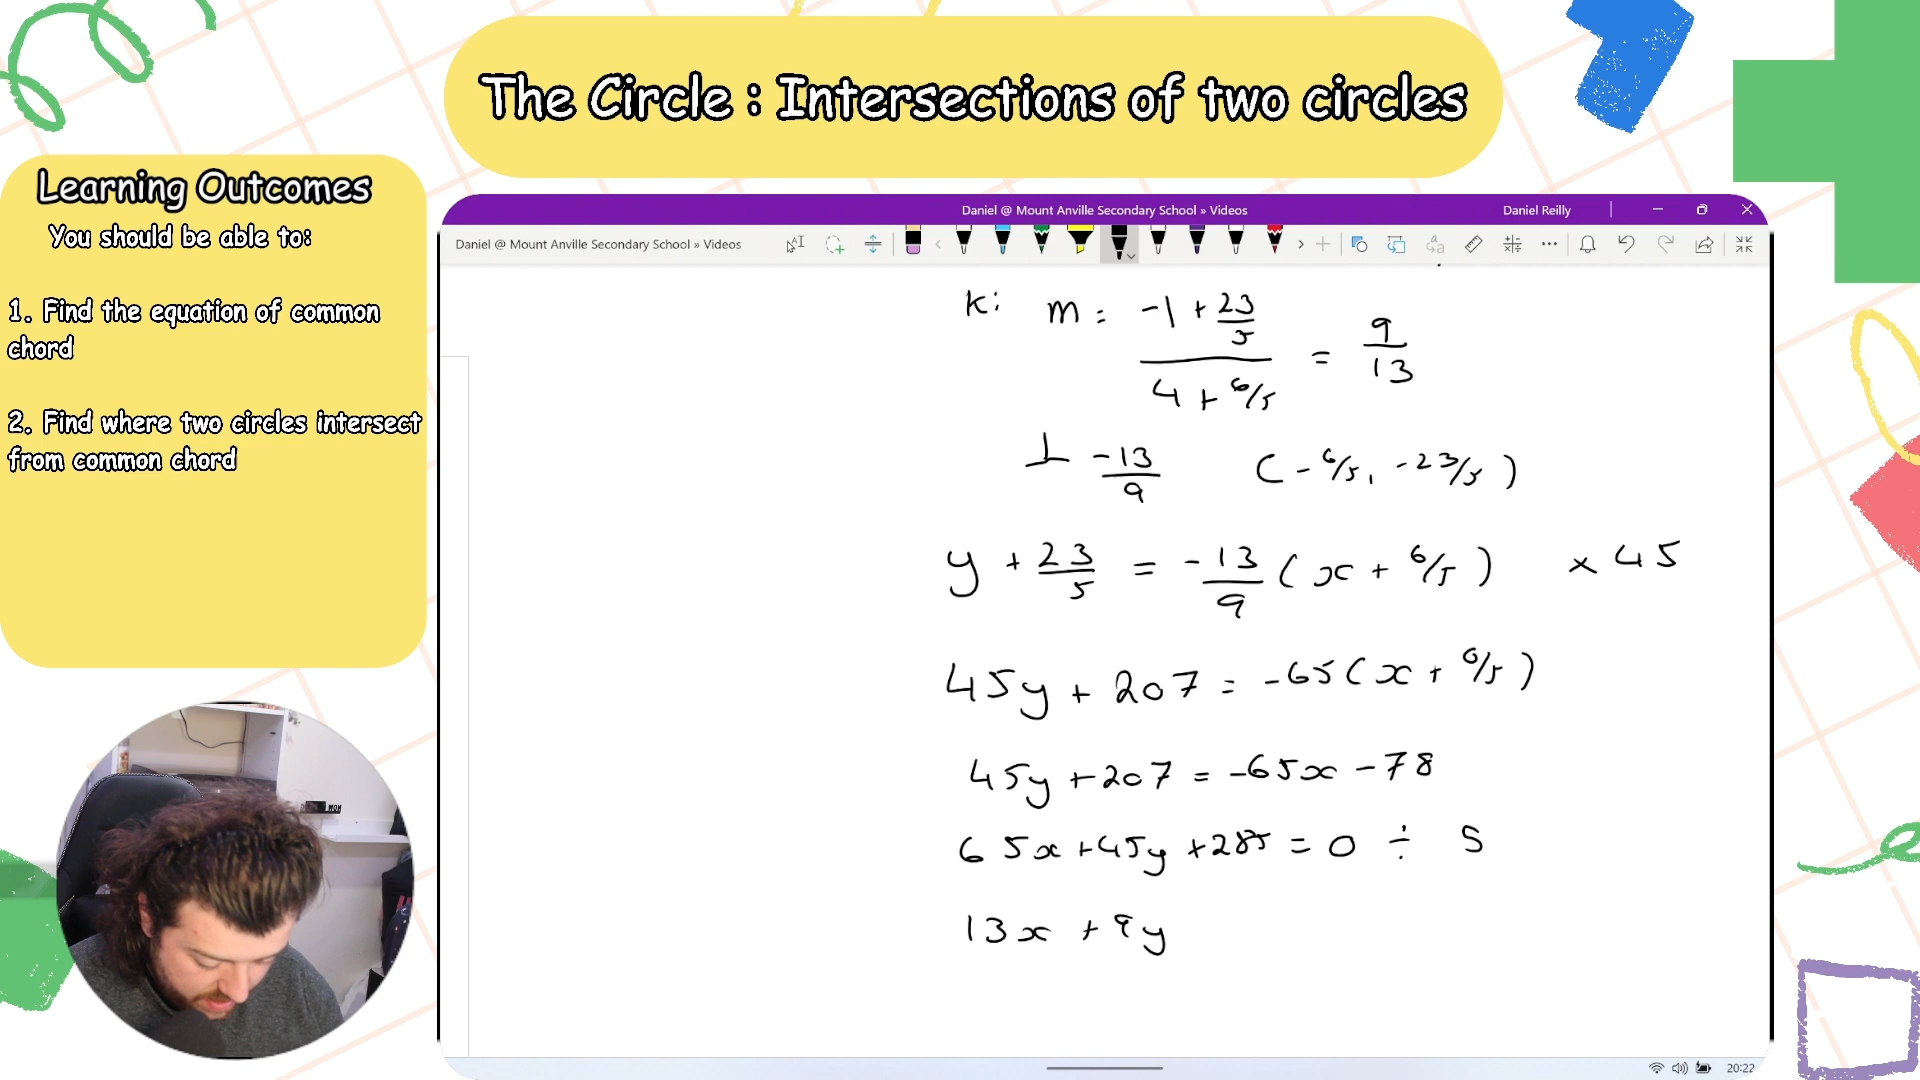 The Circle : Intersections of two circles
Learning Outcomes
You should be able to:
1. Find the equation of common
chord
2. Find where two circles intersect
from common chord
Daniel @ Mount Anville Secondary School » Videos
Daniel Reilly
Daniel @ Mount Anville Secondary School » Videos
k: m = (-1 + 23/5) / (4 + 6/5) = 9/13
⊥ -13/9 (-6/5, -23/5)
y + 23/5 = -13/9 (x + 6/5) × 45
45y + 207 = -65(x + 6/5)
45y + 207 = -65x - 78
65x + 45y + 285 = 0 ÷ 5
13x + 9y
20:22